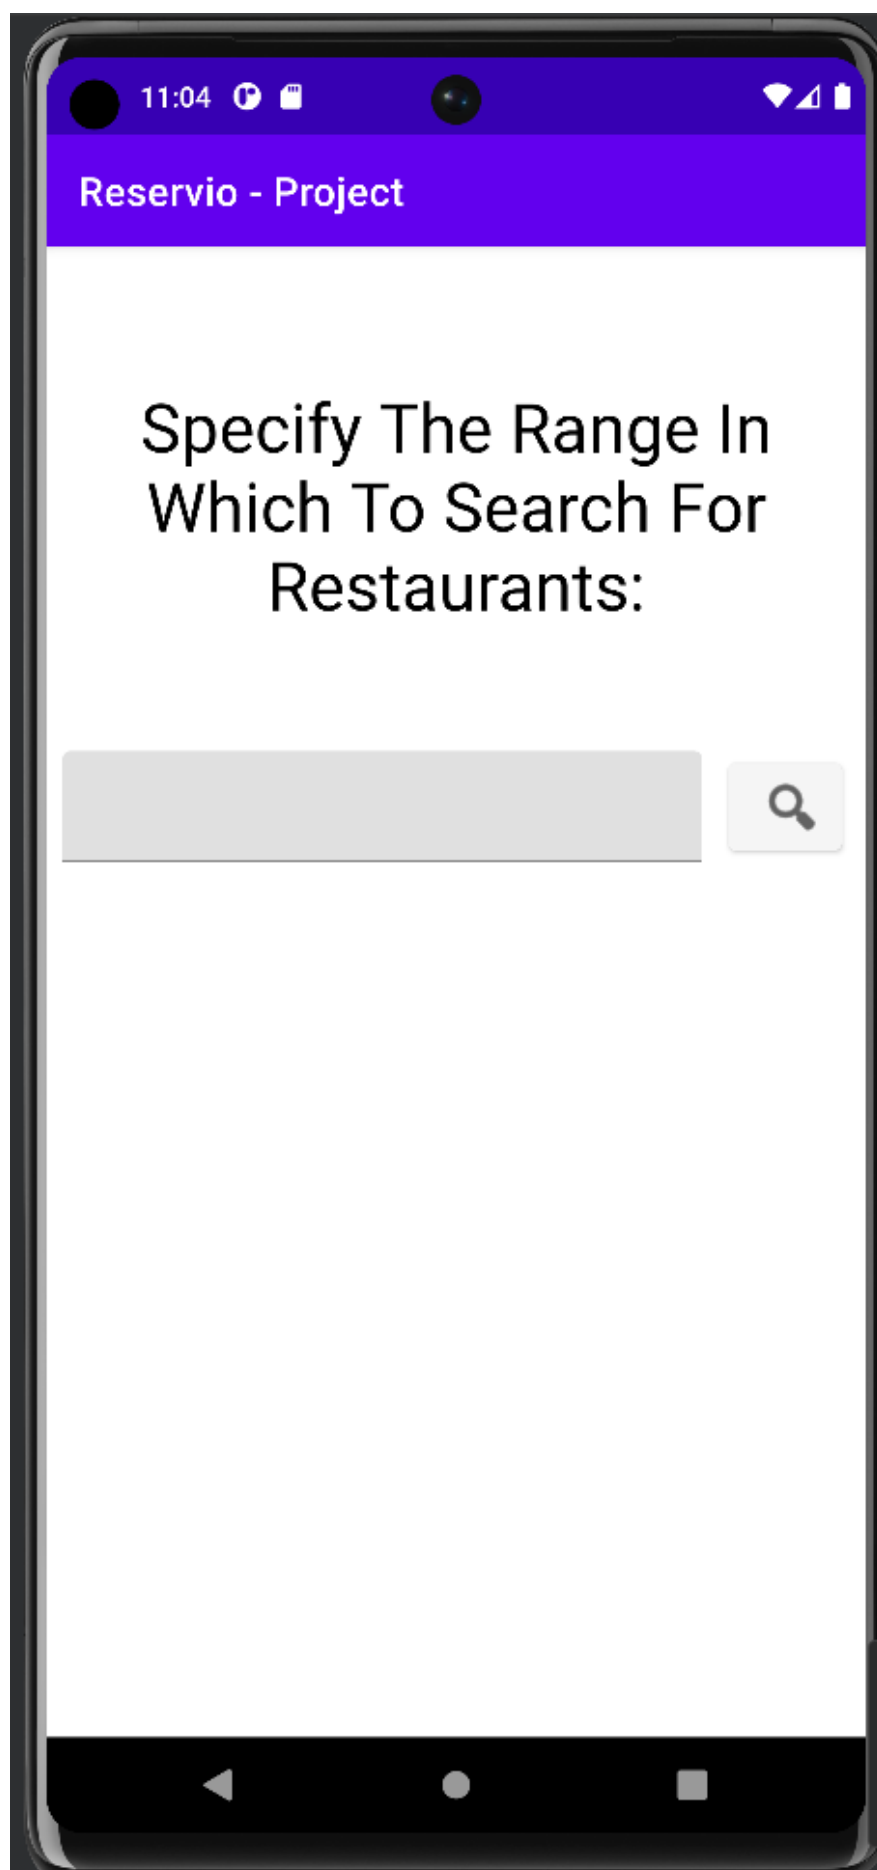 11:04
Reservio - Project
Specify The Range In
Which To Search For
Restaurants: